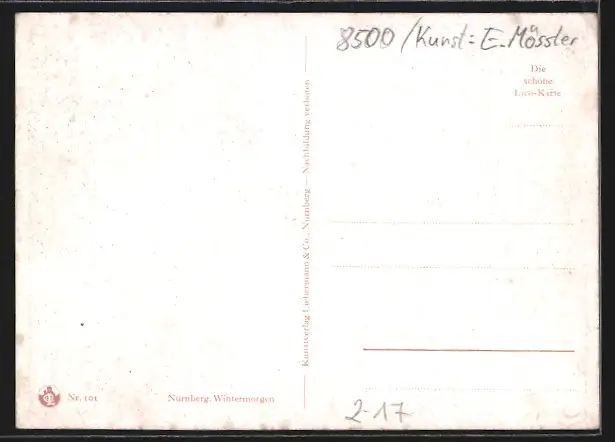 8500 /Kunst: E. Mössler
Die
schöne
Lico-Karte
Kunstverlag Liebermann & Co., Nürnberg — Nachbildung verboten
Nr. 101
Nürnberg, Wintermorgen
2-17